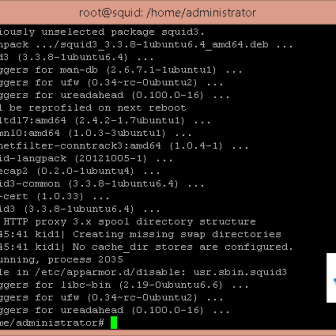 root@squid: /home/administrator
iously unselected package squid3.
npack .../squid3_3.3.8-1ubuntu6.4_amd64.deb ...
d3 (3.3.8-1ubuntu6.4) ...
ggers for man-db (2.6.7.1-1ubuntu1) ...
ggers for ufw (0.34~rc-0ubuntu2) ...
ggers for ureadahead (0.100.0-16) ...
ll be reprofiled on next reboot
ltdl7:amd64 (2.4.2-1.7ubuntu1) ...
mnl0:amd64 (1.0.3-3ubuntu1) ...
netfilter-conntrack3:amd64 (1.0.4-1) ...
id-langpack (20121005-1) ...
ecap2 (0.2.0-1ubuntu4) ...
id3-common (3.3.8-1ubuntu6.4) ...
-cert (1.0.33) ...
id3 (3.3.8-1ubuntu6.4) ...
HTTP proxy 3.x spool directory structure
45:41 kid1| Creating missing swap directories
45:41 kid1| No cache_dir stores are configured.
unning, process 2035
le in /etc/apparmor.d/disable: usr.sbin.squid3
ggers for libc-bin (2.19-0ubuntu6.6) ...
ggers for ufw (0.34~rc-0ubuntu2) ...
ggers for ureadahead (0.100.0-16) ...
me/administrator#